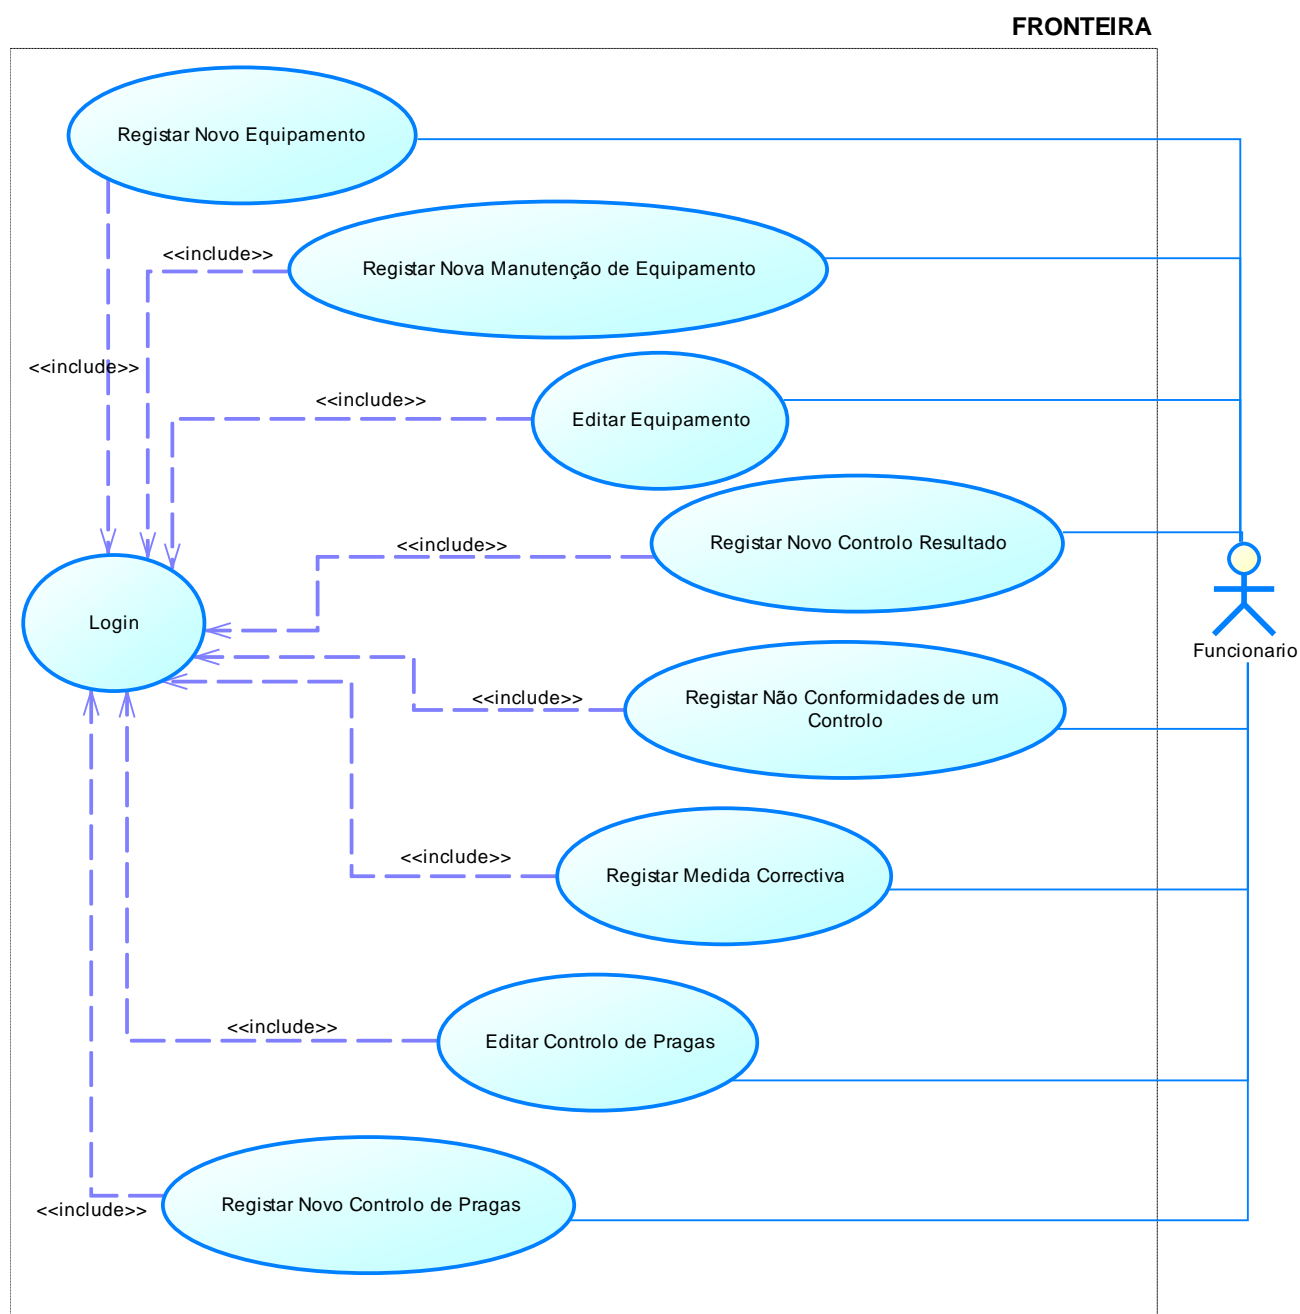 FRONTEIRA
Registar Novo Equipamento
<<include>>
Registar Nova Manutenção de Equipamento
<<include>>
<<include>>
Editar Equipamento
<<include>>
Registar Novo Controlo Resultado
Login
Funcionario
<<include>>
Registar Não Conformidades de um
Controlo
<<include>>
Registar Medida Correctiva
<<include>>
Editar Controlo de Pragas
<<include>>
Registar Novo Controlo de Pragas